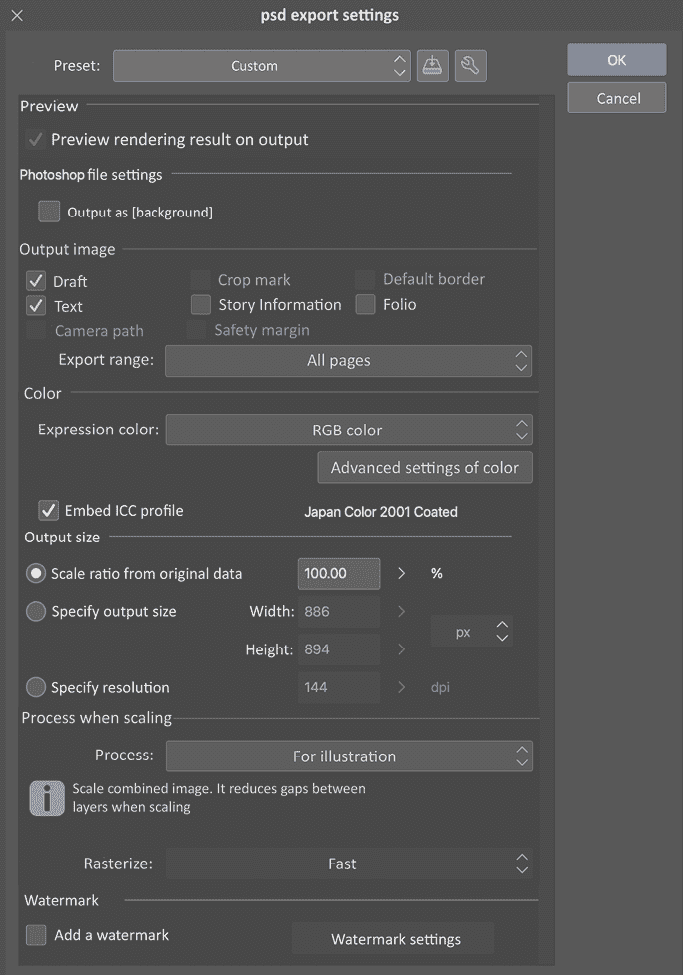 psd export settings
Preset: Custom
OK
Cancel
Preview
Preview rendering result on output
Photoshop file settings
Output as [background]
Output image
Draft Crop mark Default border
Text Story Information Folio
Camera path Safety margin
Export range: All pages
Color
Expression color: RGB color
Advanced settings of color
Embed ICC profile Japan Color 2001 Coated
Output size
Scale ratio from original data 100.00 %
Specify output size Width: 886
px
Height: 894
Specify resolution 144 dpi
Process when scaling
Process: For illustration
Scale combined image. It reduces gaps between
layers when scaling
Rasterize: Fast
Watermark
Add a watermark Watermark settings